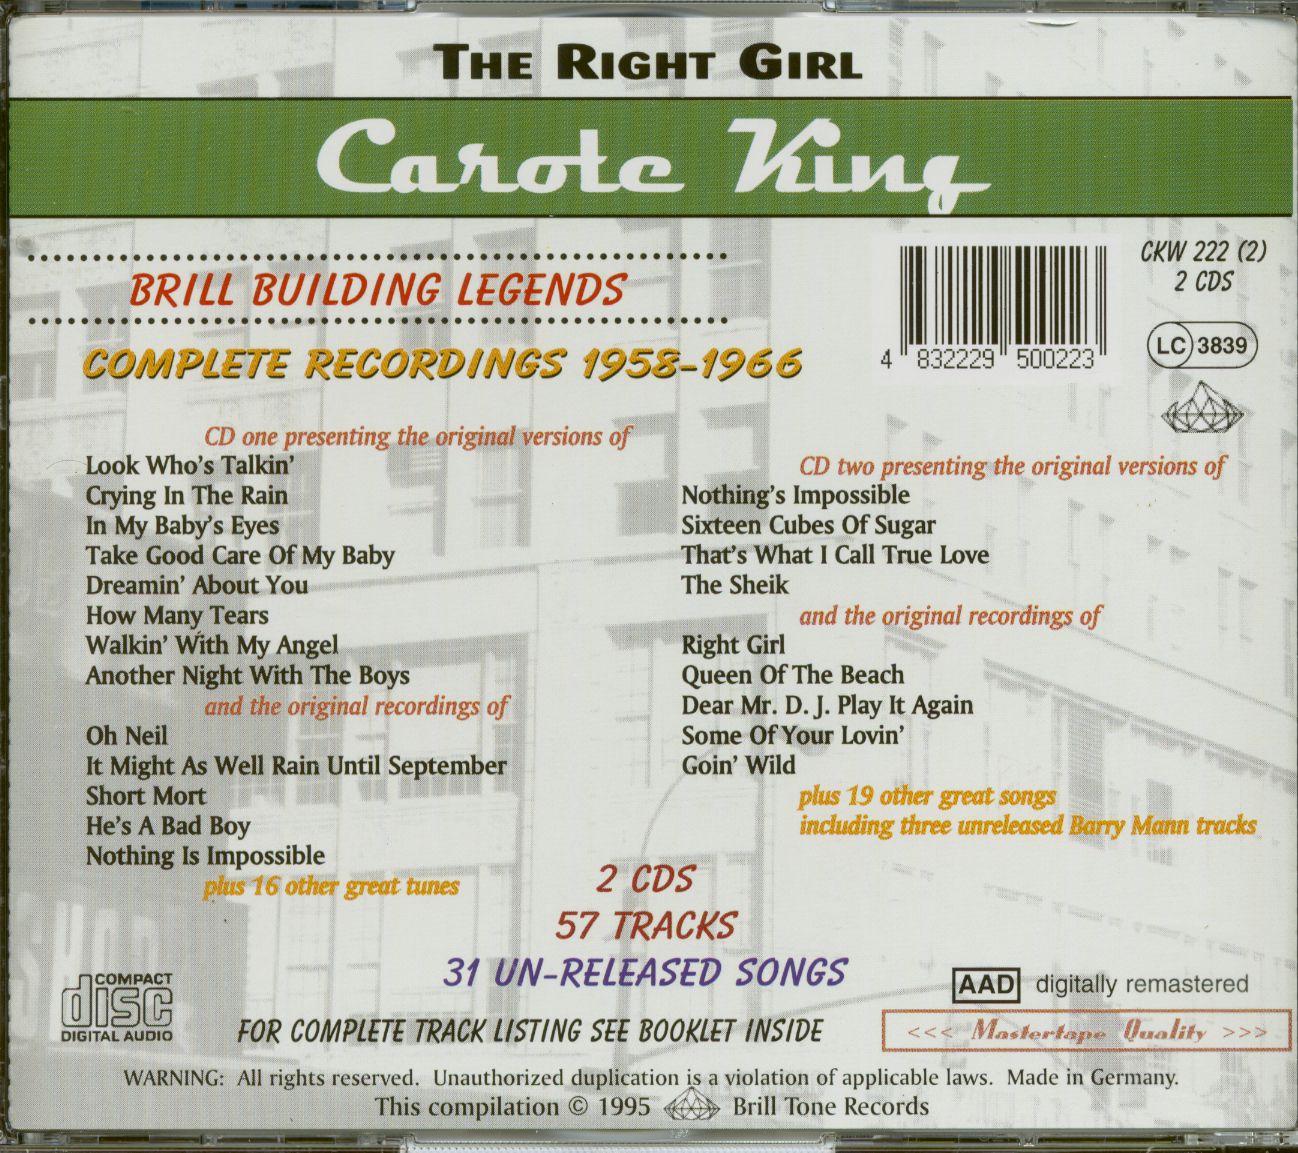 THE RIGHT GIRL
Carole King
BRILL BUILDING LEGENDS
COMPLETE RECORDINGS 1958-1966
CKW 222 (2)
2 CDS
4 832229 500223
LC 3839
CD one presenting the original versions of
Look Who's Talkin'
Crying In The Rain
In My Baby's Eyes
Take Good Care Of My Baby
Dreamin' About You
How Many Tears
Walkin' With My Angel
Another Night With The Boys
and the original recordings of
Oh Neil
It Might As Well Rain Until September
Short Mort
He's A Bad Boy
Nothing Is Impossible
plus 16 other great tunes
CD two presenting the original versions of
Nothing's Impossible
Sixteen Cubes Of Sugar
That's What I Call True Love
The Sheik
and the original recordings of
Right Girl
Queen Of The Beach
Dear Mr. D. J. Play It Again
Some Of Your Lovin'
Goin' Wild
plus 19 other great songs
including three unreleased Barry Mann tracks
2 CDS
57 TRACKS
31 UN-RELEASED SONGS
COMPACT
disc
DIGITAL AUDIO
FOR COMPLETE TRACK LISTING SEE BOOKLET INSIDE
AAD digitally remastered
<<< Mastertape Quality >>>
WARNING: All rights reserved. Unauthorized duplication is a violation of applicable laws. Made in Germany.
This compilation © 1995 Brill Tone Records